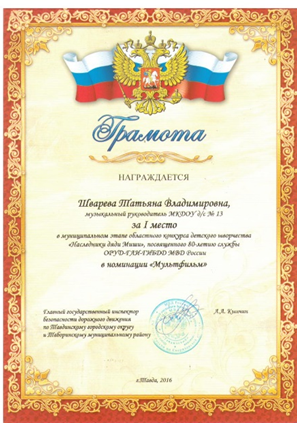 Грамота
НАГРАЖДАЕТСЯ
Шварева Татьяна Владимировна,
музыкальный руководитель МКДОУ д/с № 13
за I место
в муниципальном этапе областного конкурса детского творчества
«Наследники дяди Миши», посвященного 80-летию службы
ОРУД-ГАИ-ГИБДД МВД России
в номинации «Мультфильм»
Главный государственный инспектор
безопасности дорожного движения
по Тавдинскому городскому округу
и Таборинскому муниципальному району
А.А.
г.Тавда, 2016